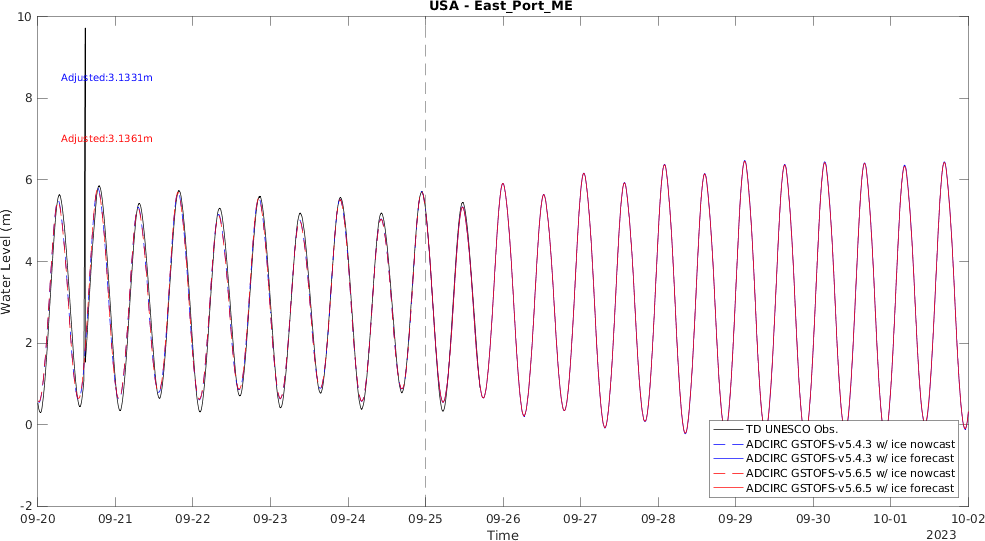 USA - East_Port_ME
10
8
6
4
2
0
-2
Water Level (m)
Adjusted:3.1331m
Adjusted:3.1361m
TD UNESCO Obs.
ADCIRC GSTOFS-v5.4.3 w/ ice nowcast
ADCIRC GSTOFS-v5.4.3 w/ ice forecast
ADCIRC GSTOFS-v5.6.5 w/ ice nowcast
ADCIRC GSTOFS-v5.6.5 w/ ice forecast
09-20 09-21 09-22 09-23 09-24 09-25 09-26 09-27 09-28 09-29 09-30 10-01 10-02
Time
2023